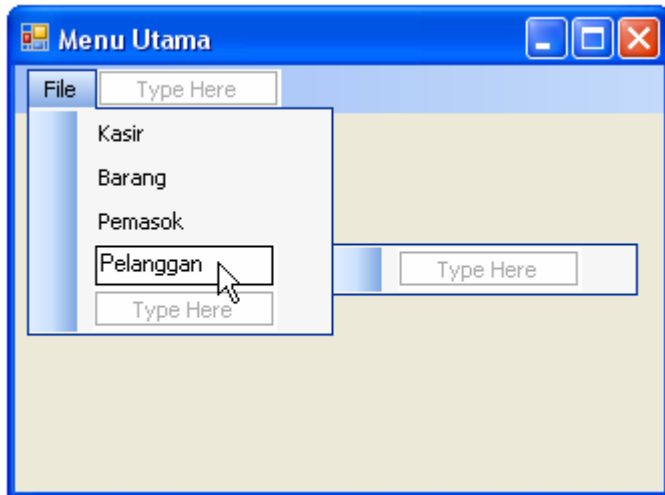 Menu Utama
File Type Here
Kasir
Barang
Pemasok
Pelanggan Type Here
Type Here